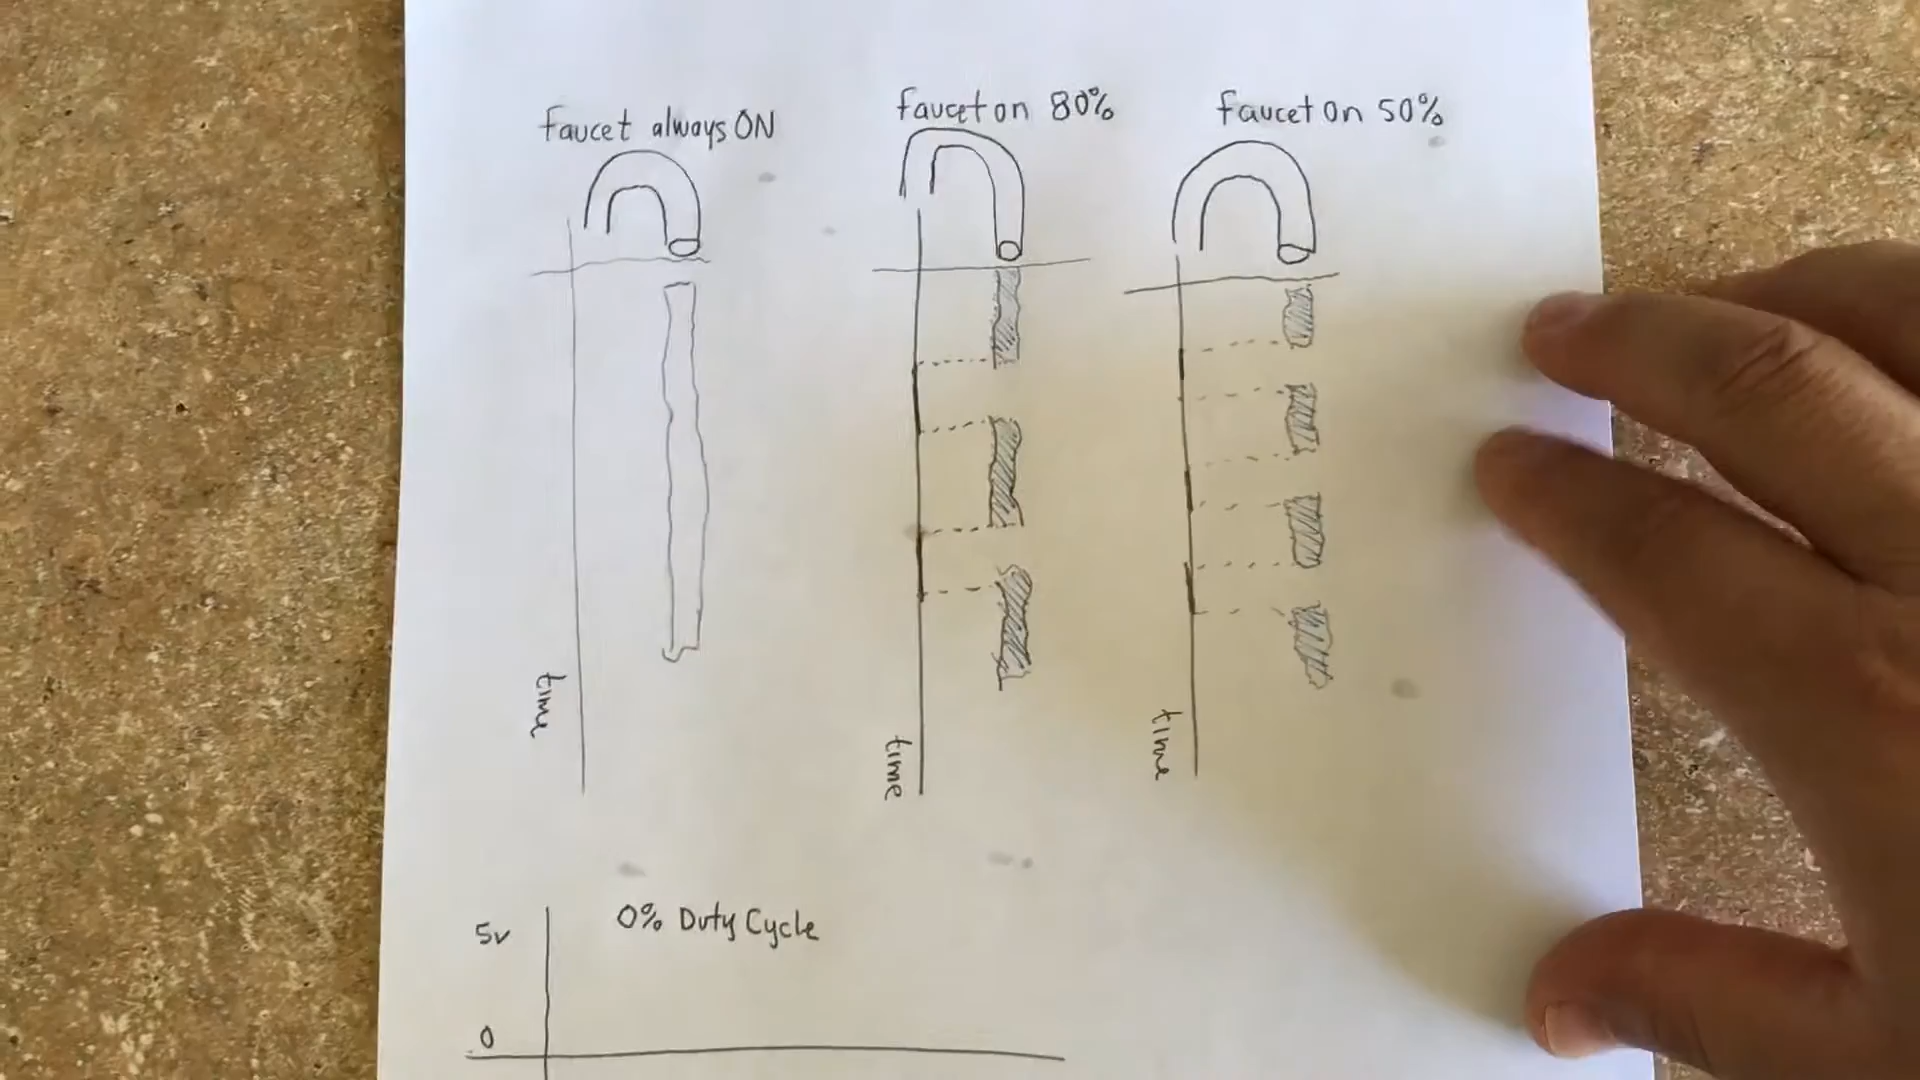 faucet always ON
faucet on 80%
faucet on 50%
time
time
time
0% Duty Cycle
5v
0